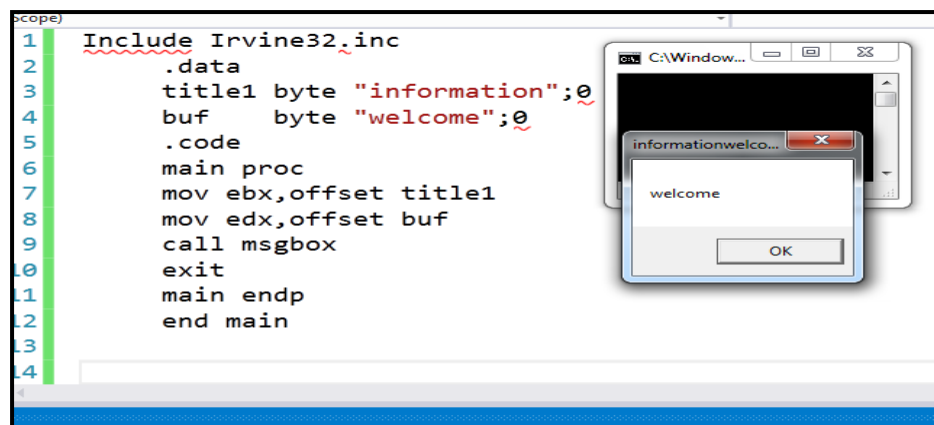 scope)
1 Include Irvine32.inc
2 .data
3 title1 byte "information";0
4 buf byte "welcome";0
5 .code
6 main proc
7 mov ebx,offset title1
8 mov edx,offset buf
9 call msgbox
10 exit
11 main endp
12 end main
13
14
C:\Window...
informationwelco...
welcome
OK